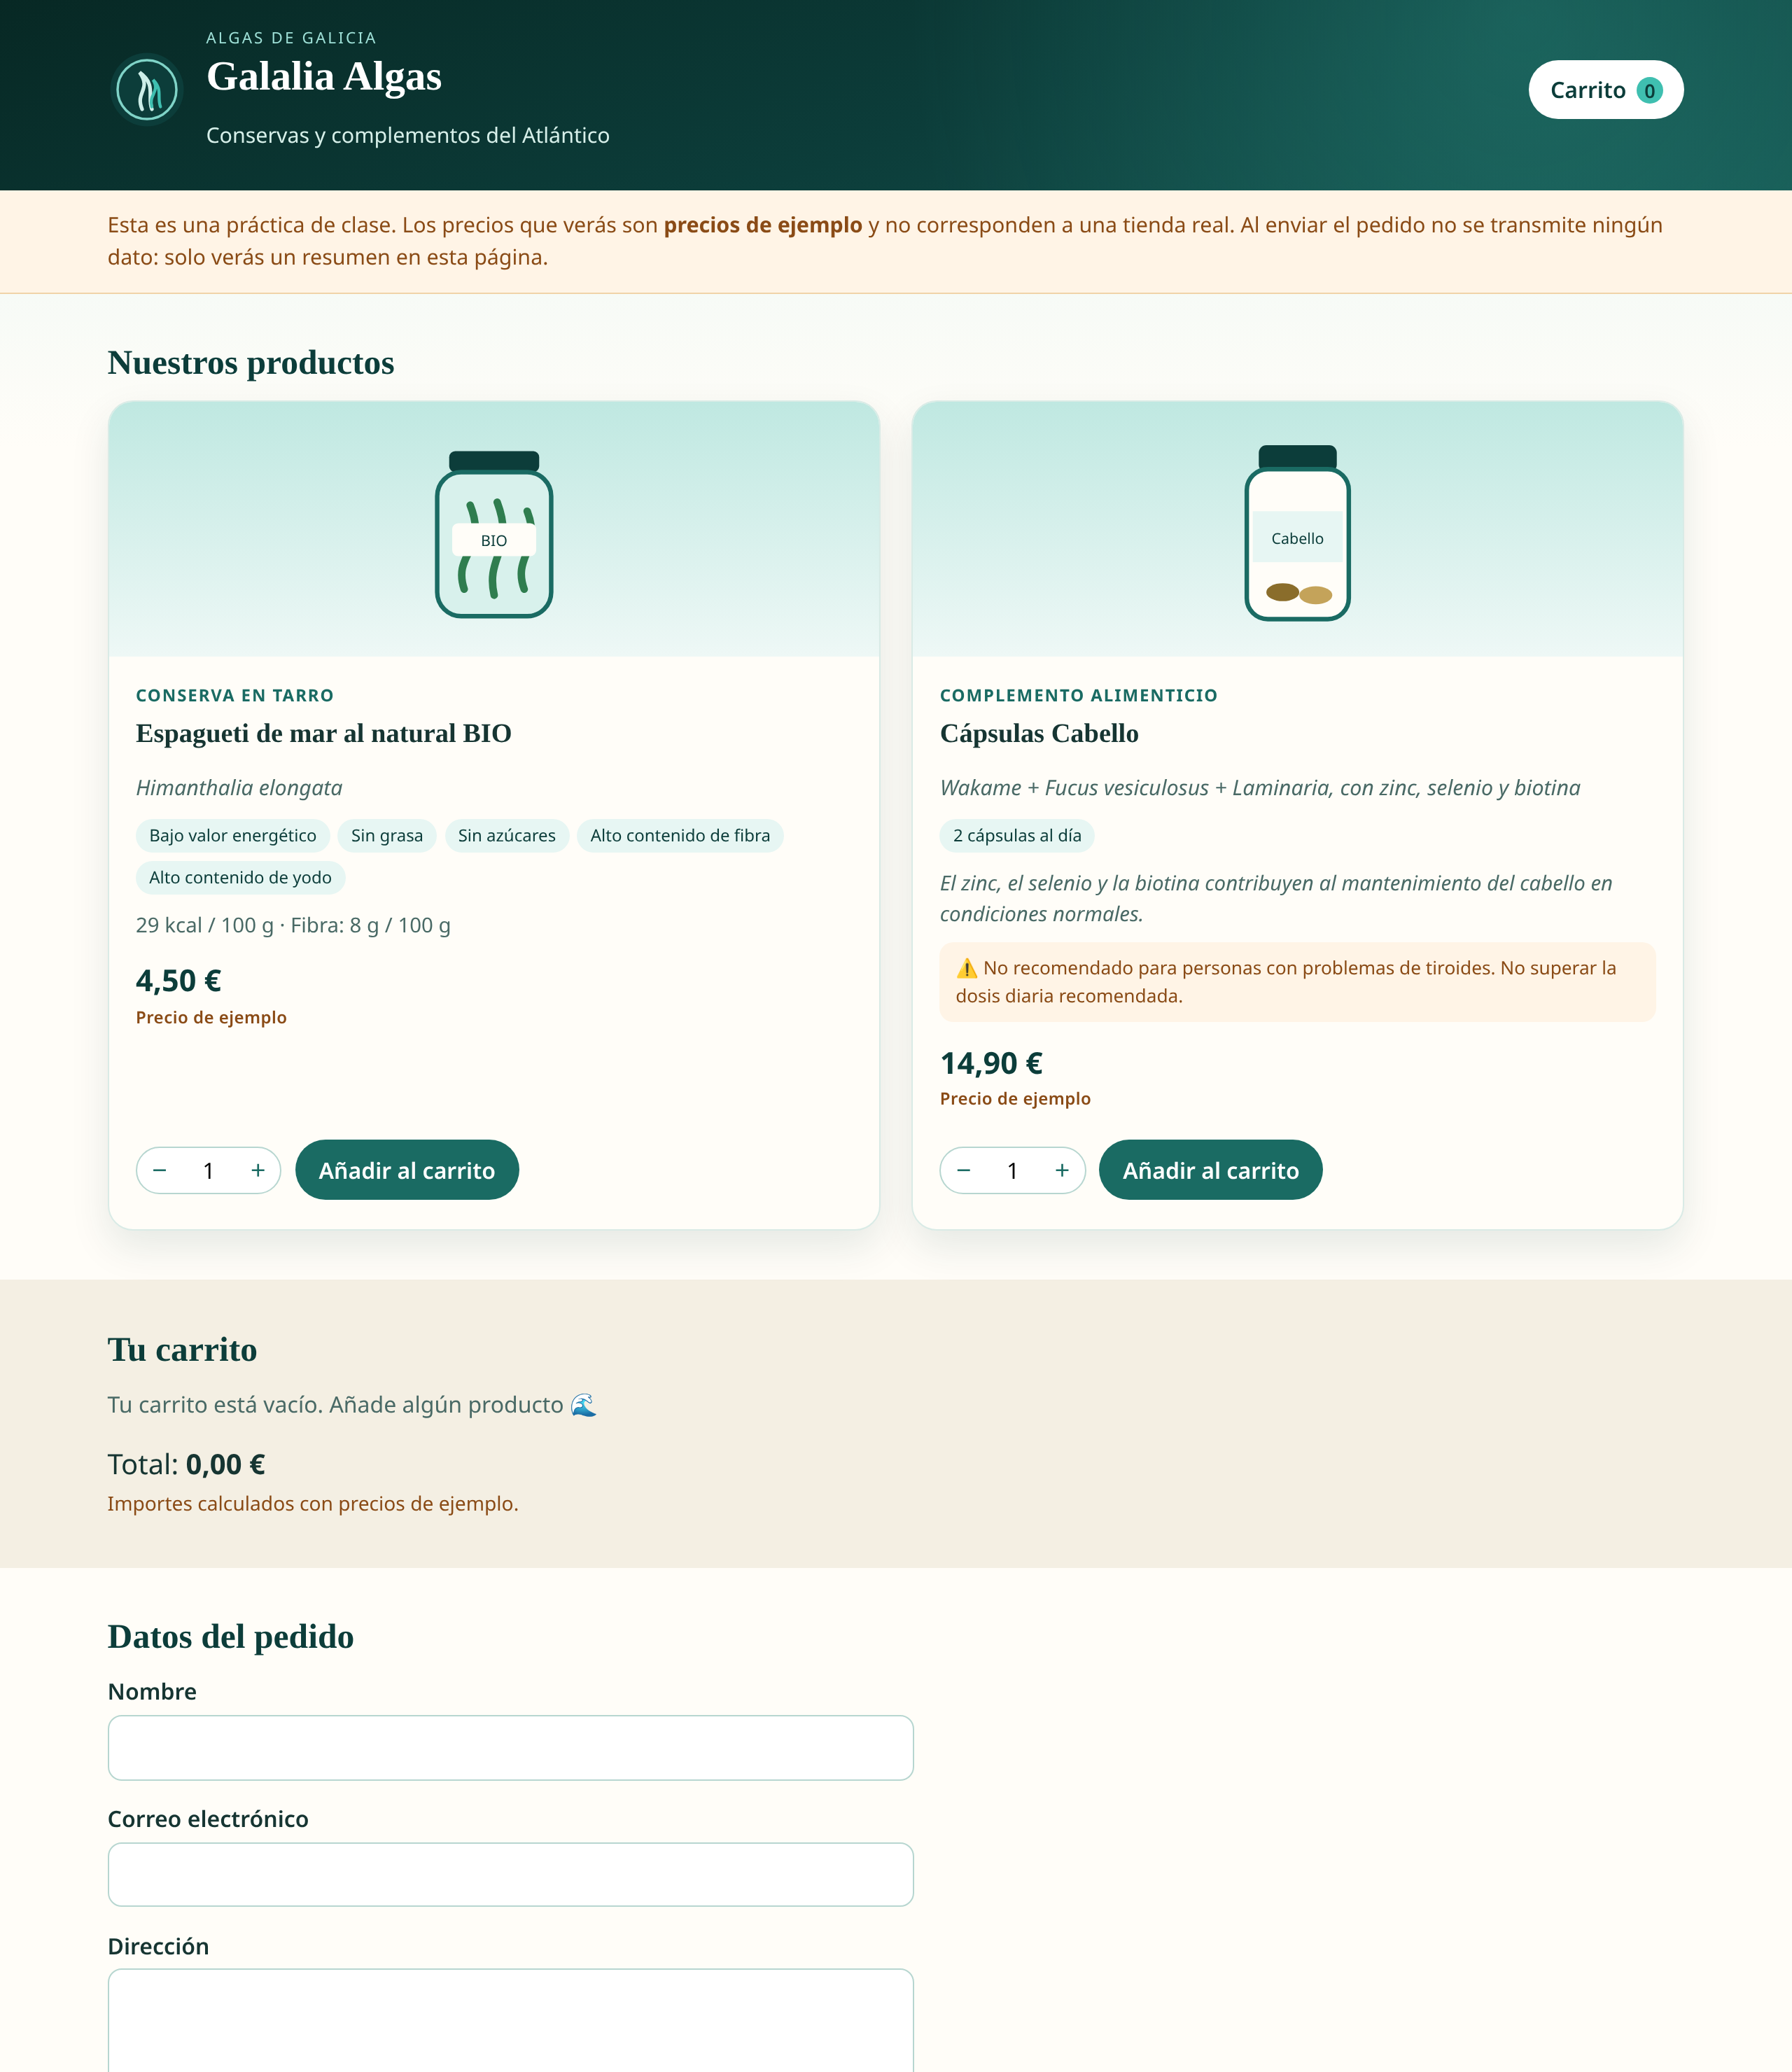 ALGAS DE GALICIA
Galalia Algas
Conservas y complementos del Atlántico
Carrito 0
Esta es una práctica de clase. Los precios que verás son precios de ejemplo y no corresponden a una tienda real. Al enviar el pedido no se transmite ningún
dato: solo verás un resumen en esta página.
Nuestros productos
BIO
CONSERVA EN TARRO
Espagueti de mar al natural BIO
Himanthalia elongata
Bajo valor energético Sin grasa Sin azúcares Alto contenido de fibra
Alto contenido de yodo
29 kcal / 100 g · Fibra: 8 g / 100 g
4,50 €
Precio de ejemplo
− 1 + Añadir al carrito
Cabello
COMPLEMENTO ALIMENTICIO
Cápsulas Cabello
Wakame + Fucus vesiculosus + Laminaria, con zinc, selenio y biotina
2 cápsulas al día
El zinc, el selenio y la biotina contribuyen al mantenimiento del cabello en
condiciones normales.
⚠️ No recomendado para personas con problemas de tiroides. No superar la
dosis diaria recomendada.
14,90 €
Precio de ejemplo
− 1 + Añadir al carrito
Tu carrito
Tu carrito está vacío. Añade algún producto 🌊
Total: 0,00 €
Importes calculados con precios de ejemplo.
Datos del pedido
Nombre
Correo electrónico
Dirección